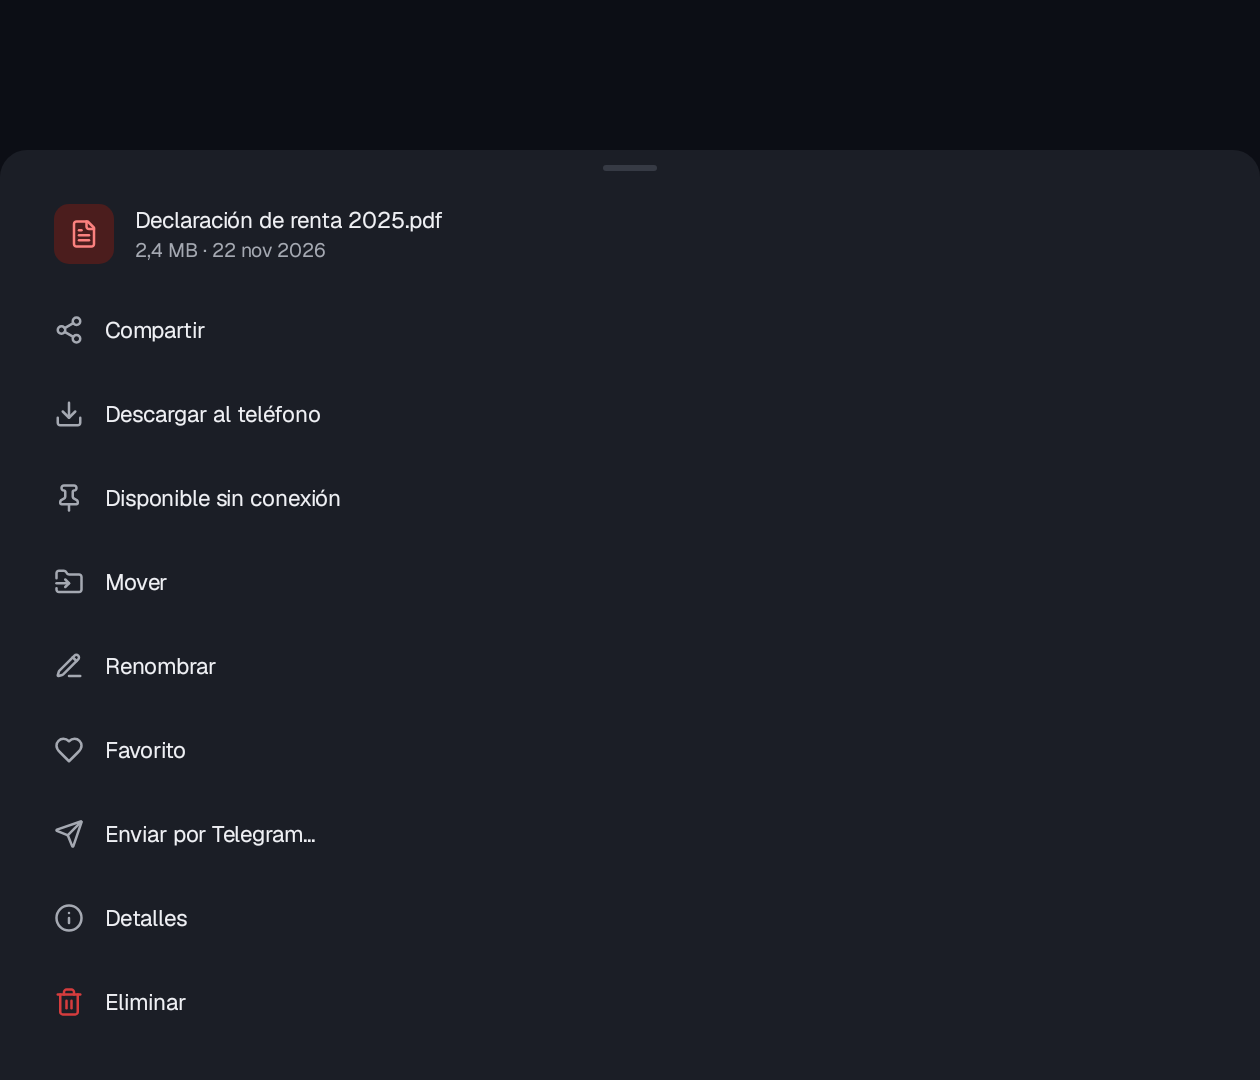 Declaración de renta 2025.pdf
2,4 MB · 22 nov 2026
Compartir
Descargar al teléfono
Disponible sin conexión
Mover
Renombrar
Favorito
Enviar por Telegram...
Detalles
Eliminar